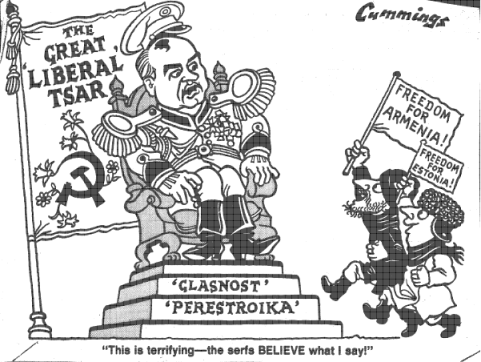 Cummings
THE
GREAT,
'LIBERAL'
TSAR
FREEDOM
FOR
ARMENIA!
FREEDOM
FOR
ESTONIA!
'GLASNOST'
'PERESTROIKA'
"This is terrifying—the serfs BELIEVE what I say!"